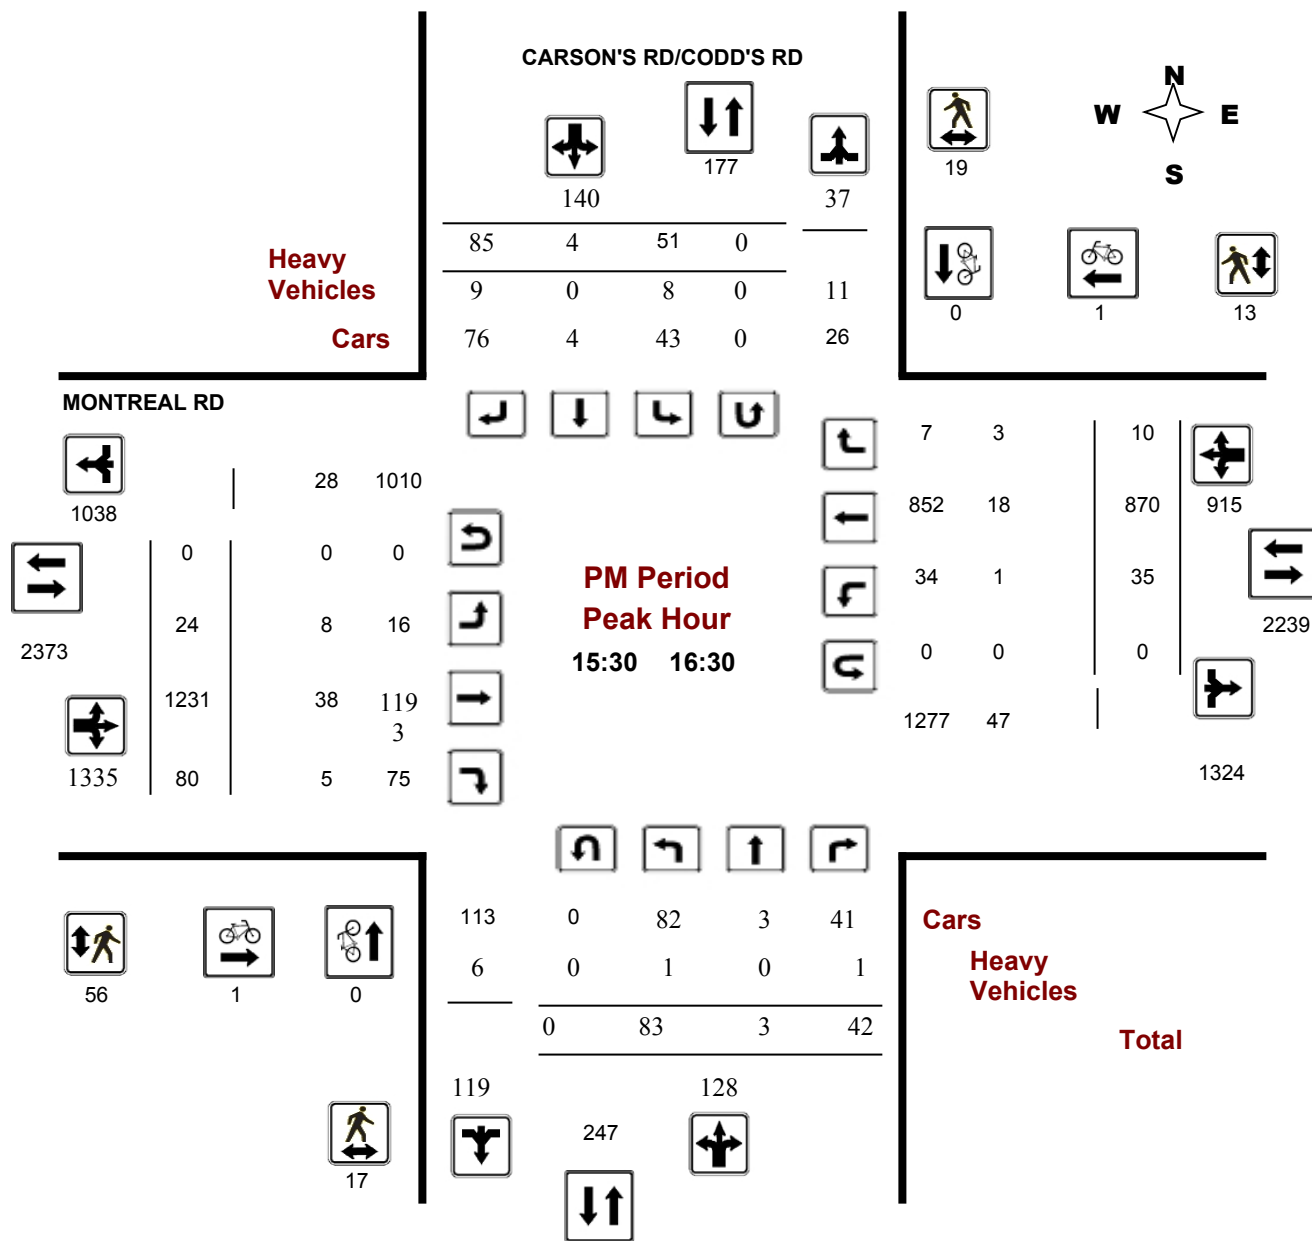 CARSON'S RD/CODD'S RD
N
W E
S
177
19
140 37
85 4 51 0
Heavy
Vehicles
9 0 8 0 11
0 1 13
Cars
76 4 43 0 26
MONTREAL RD
7 3 10
28 1010
1038
852 18 870 915
0 0 0
PM Period
Peak Hour
15:30 16:30
34 1 35
2239
24 8 16
2373
0 0 0
1231 38 119
3
1277 47
1335 80 5 75
1324
113 0 82 3 41
Cars
6 0 1 0 1
Heavy
Vehicles
56 1 0
0 83 3 42
Total
119 128
247
17